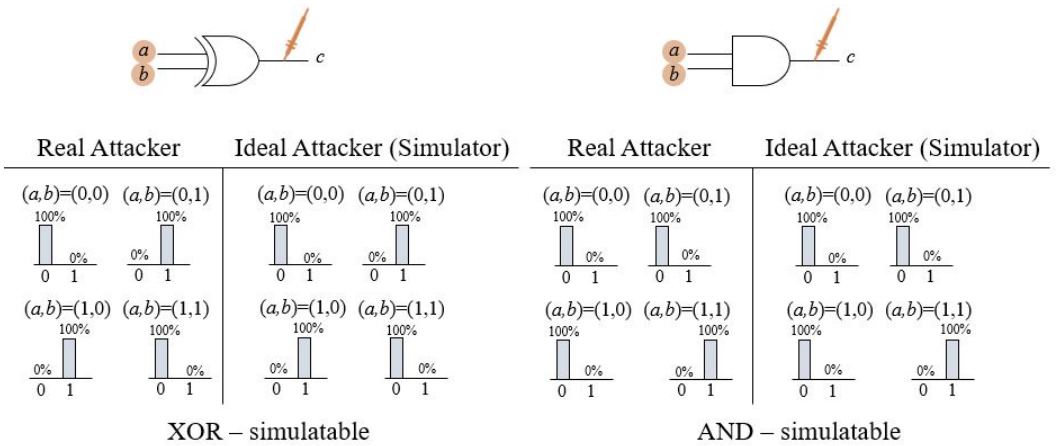 a
b
c
a
b
c
Real Attacker Ideal Attacker (Simulator)
(a,b)=(0,0) (a,b)=(0,1) (a,b)=(0,0) (a,b)=(0,1)
100% 100% 100% 100%
0% 0% 0% 0%
0 1 0 1 0 1 0 1
(a,b)=(1,0) (a,b)=(1,1) (a,b)=(1,0) (a,b)=(1,1)
100% 100% 100% 100%
0% 0% 0% 0%
0 1 0 1 0 1 0 1
XOR – simulatable
Real Attacker Ideal Attacker (Simulator)
(a,b)=(0,0) (a,b)=(0,1) (a,b)=(0,0) (a,b)=(0,1)
100% 100% 100% 100%
0% 0% 0% 0%
0 1 0 1 0 1 0 1
(a,b)=(1,0) (a,b)=(1,1) (a,b)=(1,0) (a,b)=(1,1)
100% 100% 100% 100%
0% 0% 0% 0%
0 1 0 1 0 1 0 1
AND – simulatable